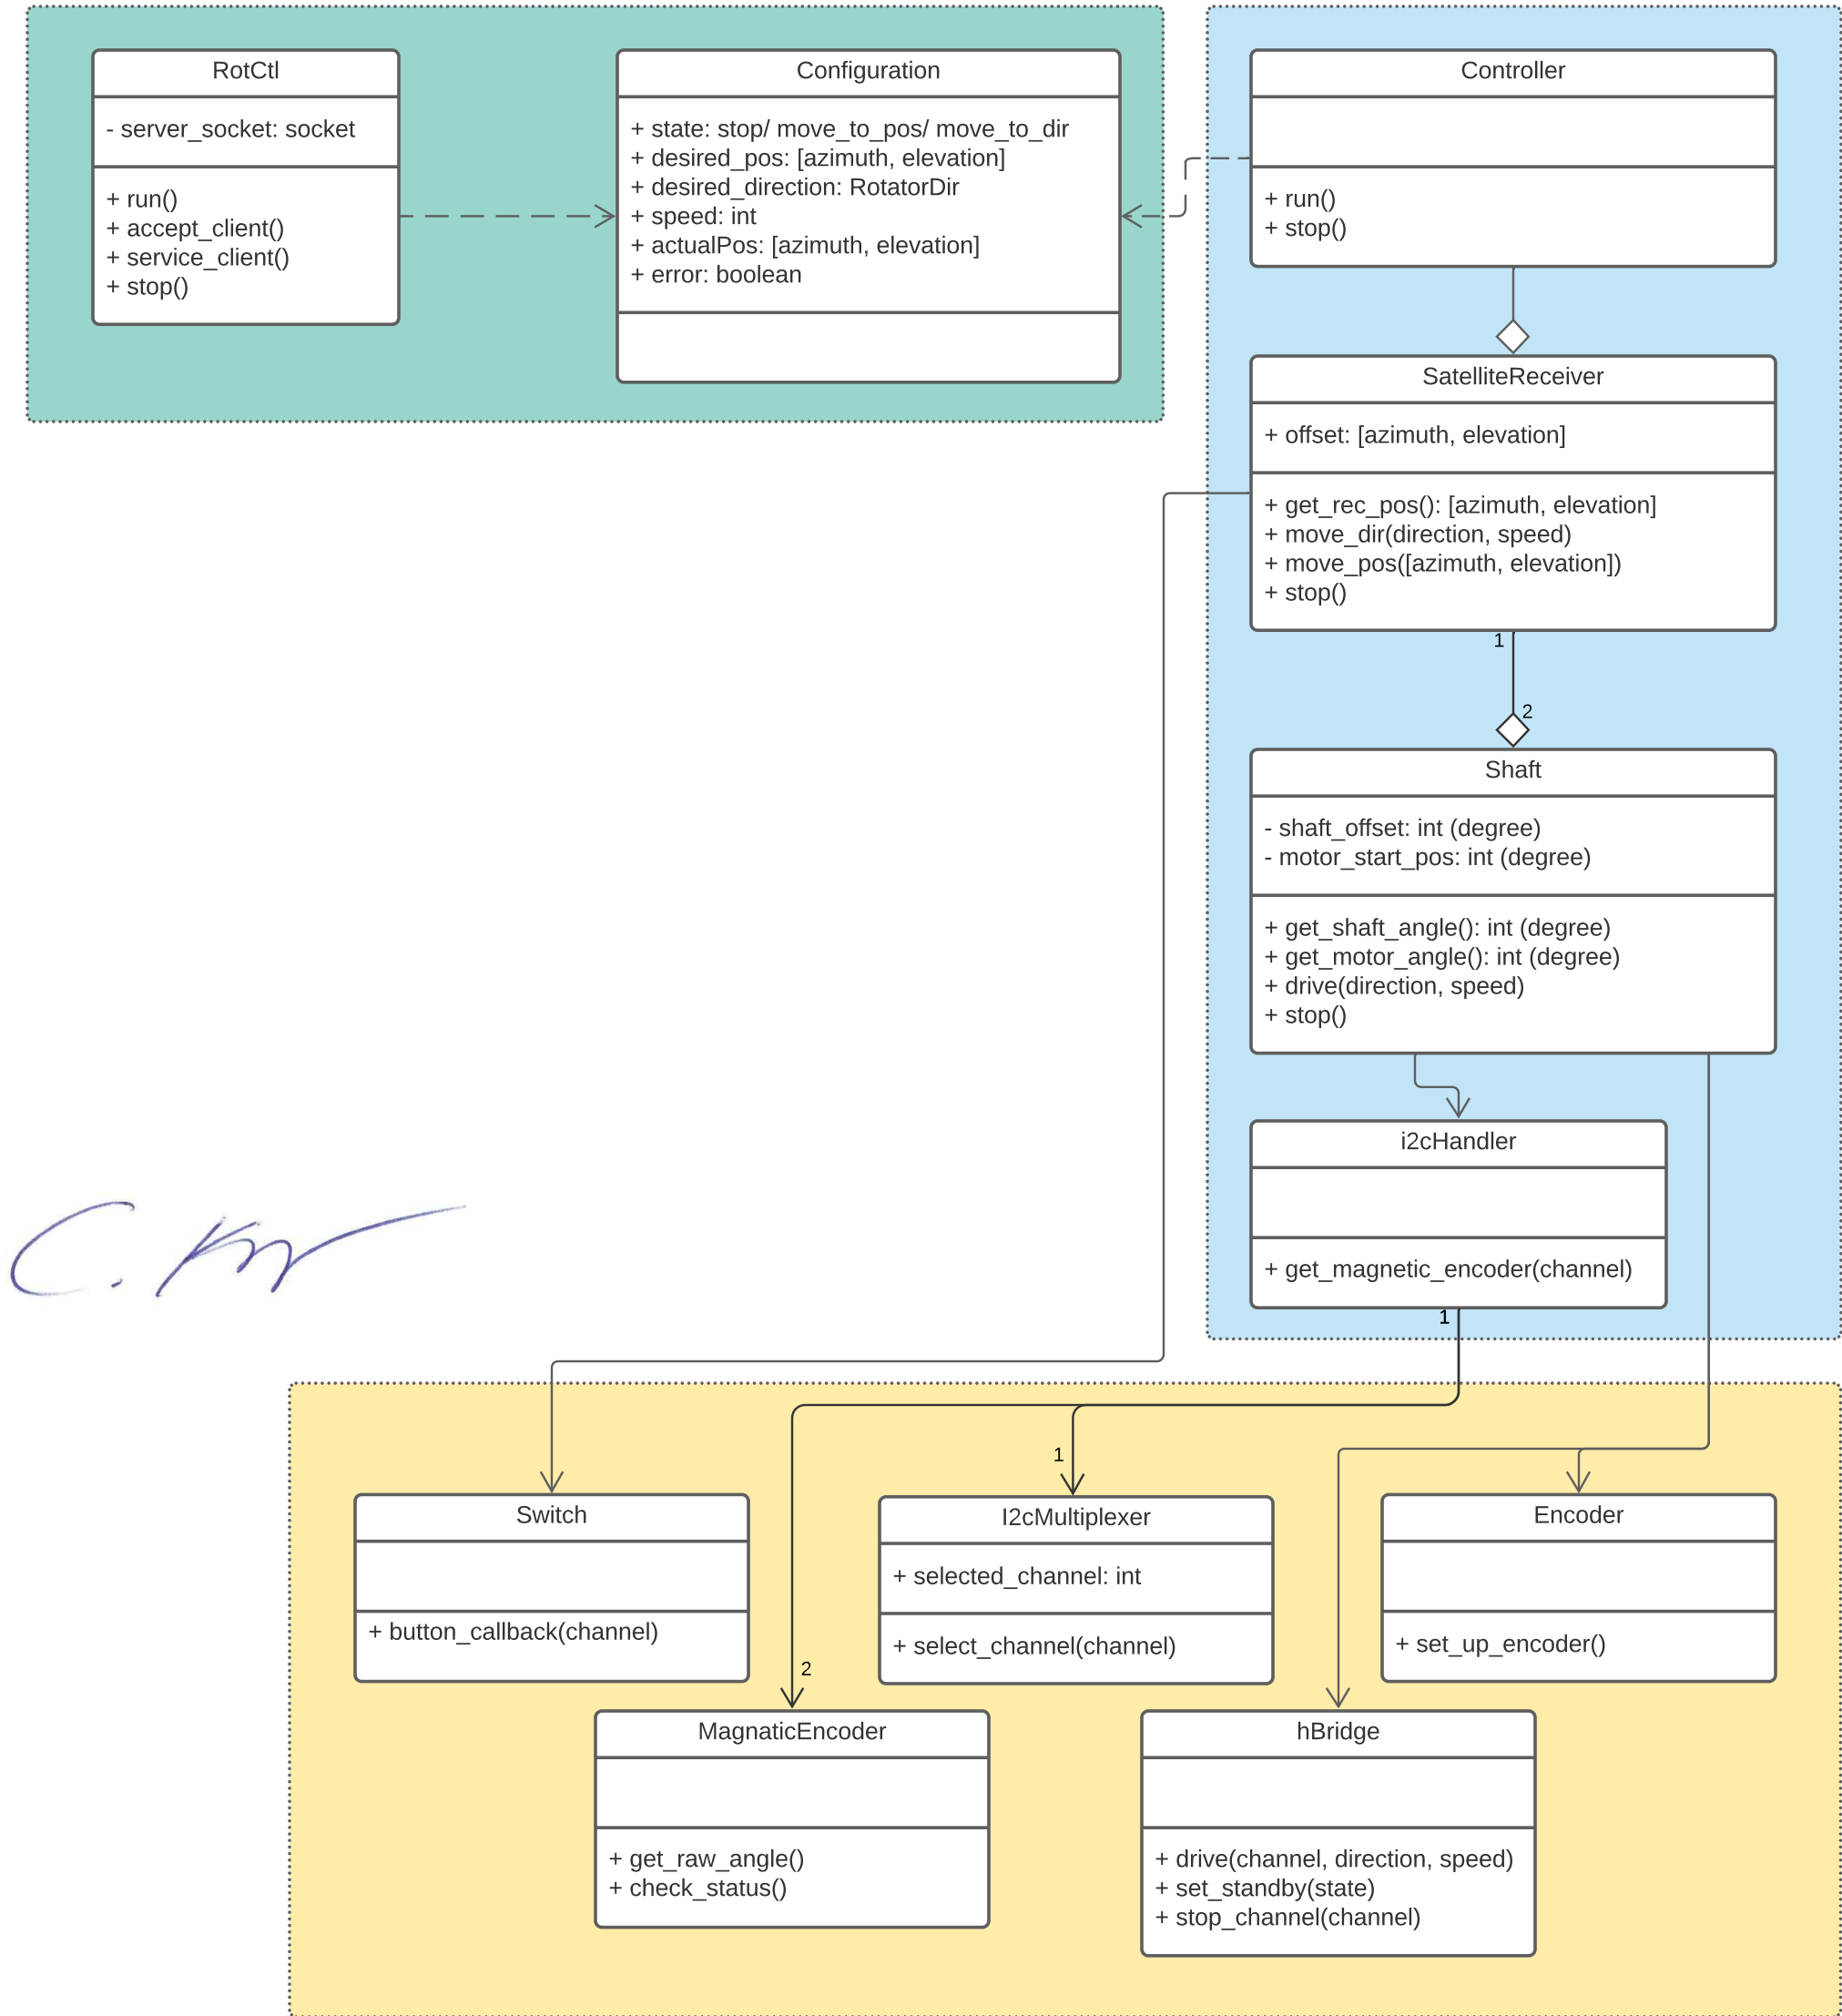 RotCtl
- server_socket: socket
+ run()
+ accept_client()
+ service_client()
+ stop()
Configuration
+ state: stop/ move_to_pos/ move_to_dir
+ desired_pos: [azimuth, elevation]
+ desired_direction: RotatorDir
+ speed: int
+ actualPos: [azimuth, elevation]
+ error: boolean
Controller
+ run()
+ stop()
SatelliteReceiver
+ offset: [azimuth, elevation]
+ get_rec_pos(): [azimuth, elevation]
+ move_dir(direction, speed)
+ move_pos([azimuth, elevation])
+ stop()
1
2
Shaft
- shaft_offset: int (degree)
- motor_start_pos: int (degree)
+ get_shaft_angle(): int (degree)
+ get_motor_angle(): int (degree)
+ drive(direction, speed)
+ stop()
i2cHandler
+ get_magnetic_encoder(channel)
1
C.
1
2
Switch
+ button_callback(channel)
I2cMultiplexer
+ selected_channel: int
+ select_channel(channel)
Encoder
+ set_up_encoder()
MagnaticEncoder
+ get_raw_angle()
+ check_status()
hBridge
+ drive(channel, direction, speed)
+ set_standby(state)
+ stop_channel(channel)